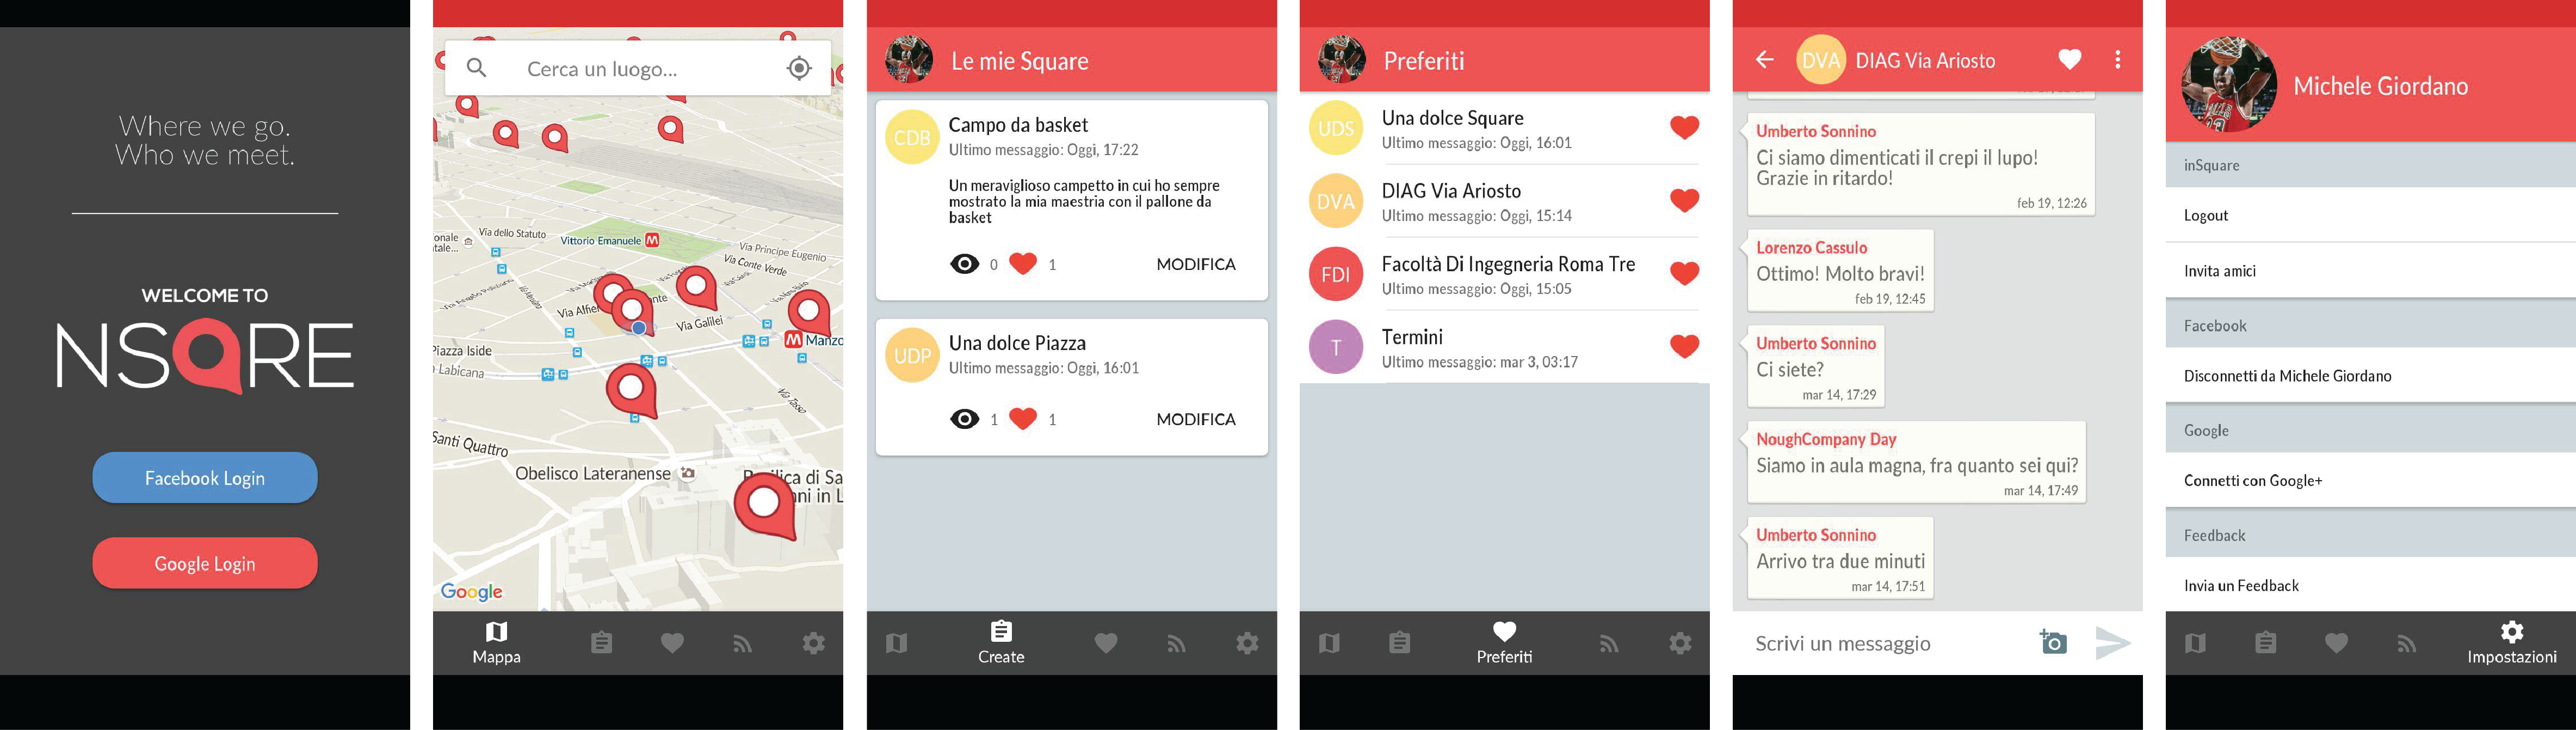 Where we go.
Who we meet.
WELCOME TO
NSQRE
Facebook Login
Google Login
Cerca un luogo...
Via dello Statuto
Vittorio Emanuele M
Via Principe Eugenio
Via Conte Verde
Via Galilei
Piazza Iside
Labicana
M Manzo
Via Tasso
Santi Quattro
Obelisco Lateranense
Google
Mappa
Le mie Square
CDB
Campo da basket
Ultimo messaggio: Oggi, 17:22
Un meraviglioso campetto in cui ho sempre
mostrato la mia maestria con il pallone da
basket
0 1 MODIFICA
UDP
Una dolce Piazza
Ultimo messaggio: Oggi, 16:01
1 1 MODIFICA
Create
Preferiti
UDS
Una dolce Square
Ultimo messaggio: Oggi, 16:01
DVA
DIAG Via Ariosto
Ultimo messaggio: Oggi, 15:14
FDI
Facoltà Di Ingegneria Roma Tre
Ultimo messaggio: Oggi, 15:05
T
Termini
Ultimo messaggio: mar 3, 03:17
Preferiti
DVA DIAG Via Ariosto
Umberto Sonnino
Ci siamo dimenticati il crepi il lupo!
Grazie in ritardo!
feb 19, 12:26
Lorenzo Cassulo
Ottimo! Molto bravi!
feb 19, 12:45
Umberto Sonnino
Ci siete?
mar 14, 17:29
NoughCompany Day
Siamo in aula magna, fra quanto sei qui?
mar 14, 17:49
Umberto Sonnino
Arrivo tra due minuti
mar 14, 17:51
Scrivi un messaggio
Michele Giordano
inSquare
Logout
Invita amici
Facebook
Disconnetti da Michele Giordano
Google
Connetti con Google+
Feedback
Invia un Feedback
Impostazioni